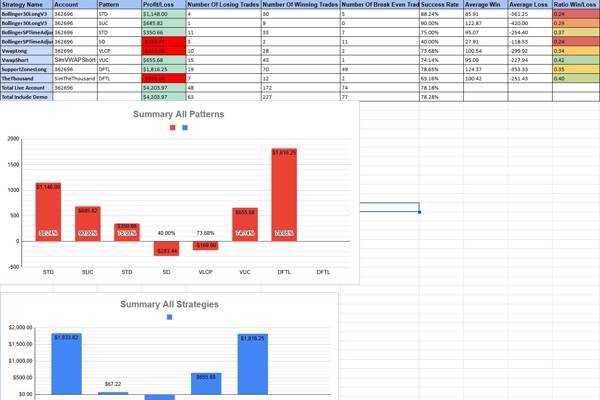 Strategy Name Account Pattern Profit/Loss Number Of Losing Trades Number Of Winning Trades Number Of Break Even Trad Success Rate Average Win Average Loss Ratio Win/Loss
Bollinger30LongV3 362696 STD $1,148.00 4 30 5 88.24% 85.91 -361.25 0.24
Bollinger30LongV3 362696 SUC $685.82 1 9 0 90.00% 122.87 -420.00 0.29
BollingerSPTimeAdjus 362696 STD $350.66 11 33 7 75.00% 95.07 -254.40 0.37
BollingerSPTimeAdjus 362696 SD 3 2 11 40.00% 27.91 -118.53 0.24
VwapLong 362696 VLCP 10 28 2 73.68% 100.54 -299.92 0.34
VwapShort SimVWAPShort VUC $655.68 15 43 1 74.14% 95.09 -227.94 0.42
SupportZonesLong 362696 DFTL $1,816.25 19 70 49 78.65% 124.37 -353.33 0.35
TheThousand SimTheThousand DFTL 7 12 2 63.16% 100.42 -251.43 0.40
Total Live Account 362696 $4,203.97 48 172 74 78.18%
Total Include Demo $4,203.97 63 227 77 78.28%
Summary All Patterns
2000
1500
1000
500
0
-500
$1,148.00
$685.82
$350.66
-$283.44
-$189.00
$655.68
$1,816.25
88.24%
90.00%
75.00%
40.00%
73.68%
74.14%
78.65%
STD SUC STD SD VLCP VUC DFTL DFTL
Summary All Strategies
$2,000.00
$1,500.00
$1,000.00
$500.00
$0.00
$1,833.82
$67.22
$655.68
$1,816.25